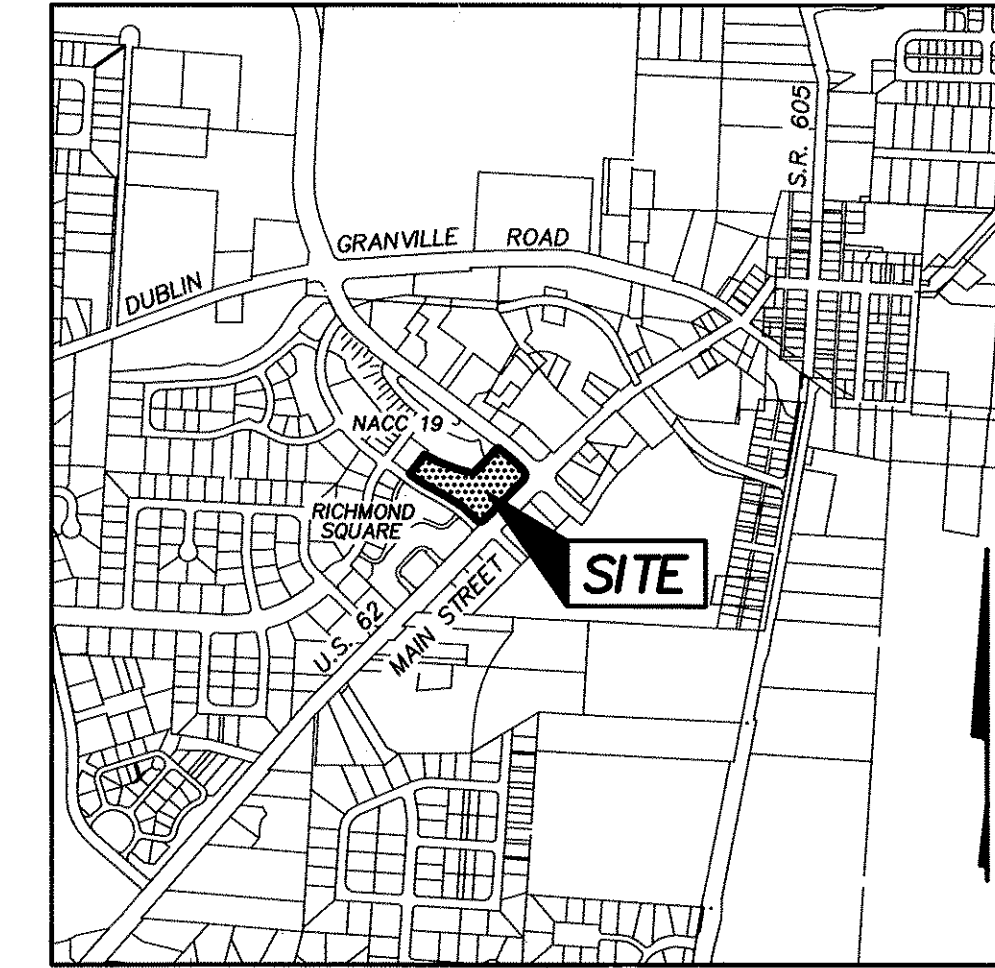 S.R. 605
GRANVILLE ROAD
DUBLIN
NACC 19
RICHMOND
SQUARE
SITE
U.S. 62
MAIN STREET